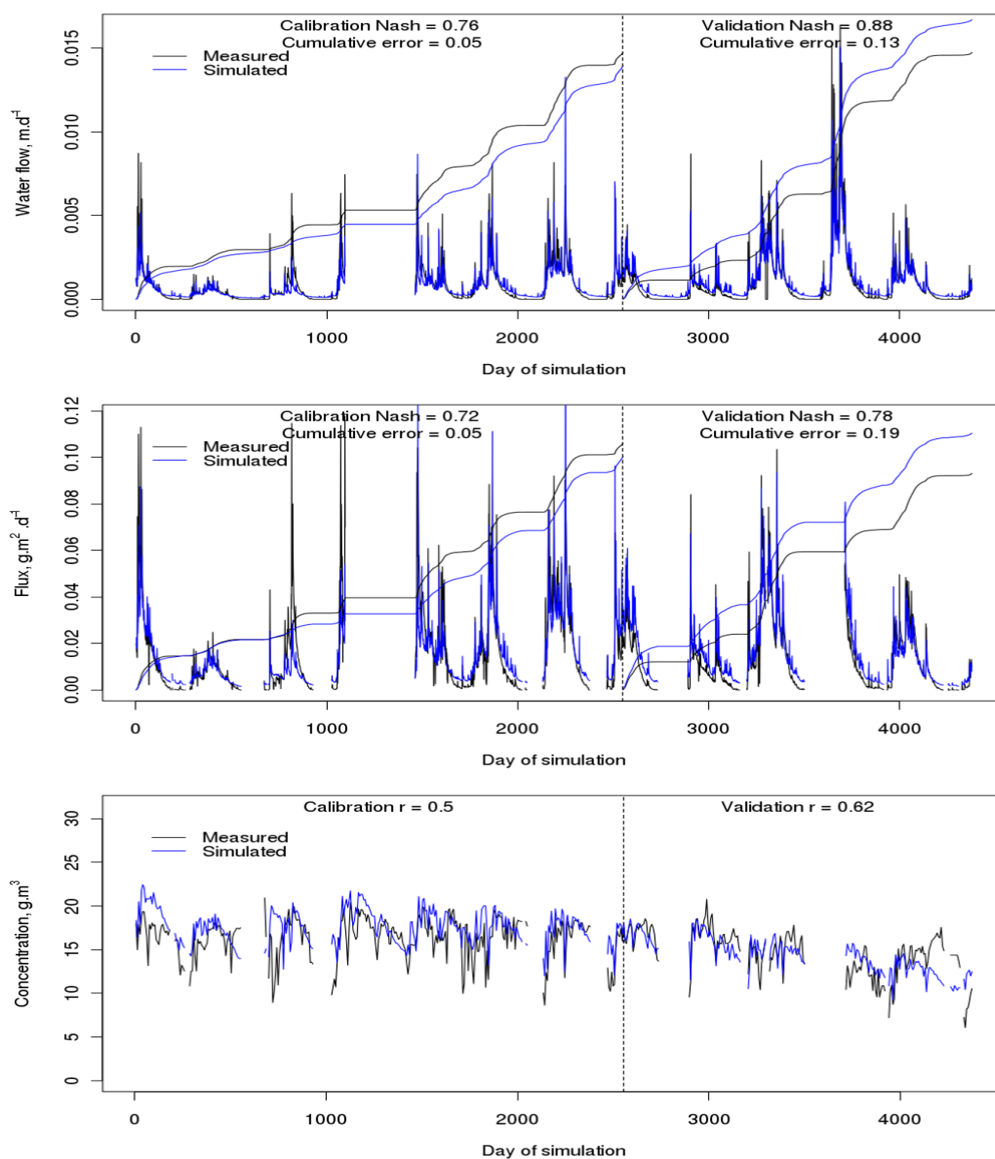 Calibration Nash = 0.76
Validation Nash = 0.88
Cumulative error = 0.05
Cumulative error = 0.13
Measured
Simulated
Water flow, m.d⁻¹
0.015
0.010
0.005
0.000
0 1000 2000 3000 4000
Day of simulation
Calibration Nash = 0.72
Validation Nash = 0.78
Cumulative error = 0.05
Cumulative error = 0.19
Measured
Simulated
Flux, g.m² .d⁻¹
0.12
0.10
0.08
0.06
0.04
0.02
0.00
0 1000 2000 3000 4000
Day of simulation
Calibration r = 0.5
Validation r = 0.62
Measured
Simulated
Concentration, g.m³
30
25
20
15
10
5
0
0 1000 2000 3000 4000
Day of simulation